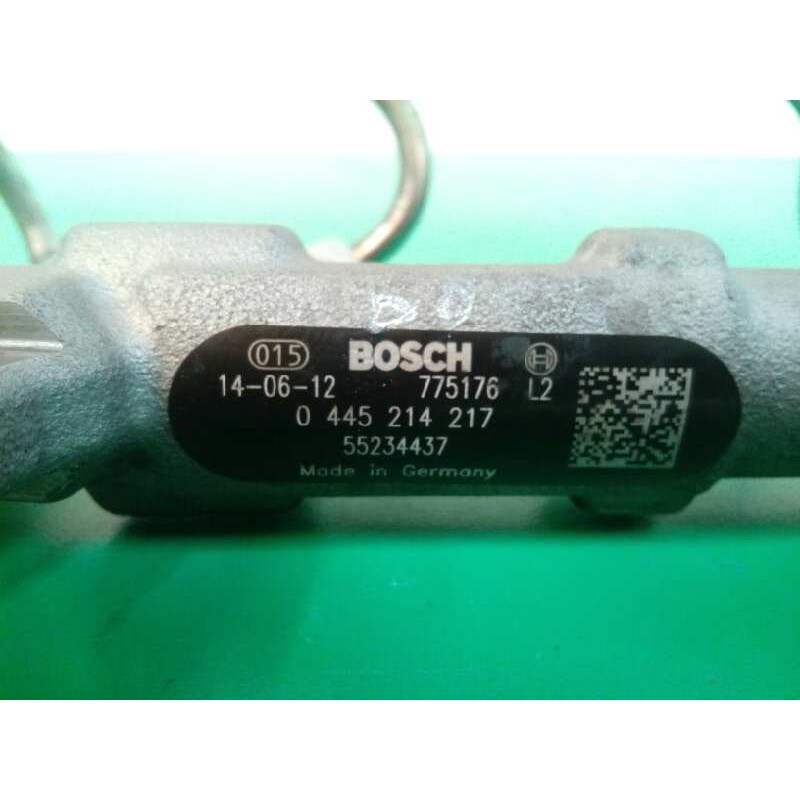 015 BOSCH
14-06-12 775176 L2
0 445 214 217
55234437
Made in Germany